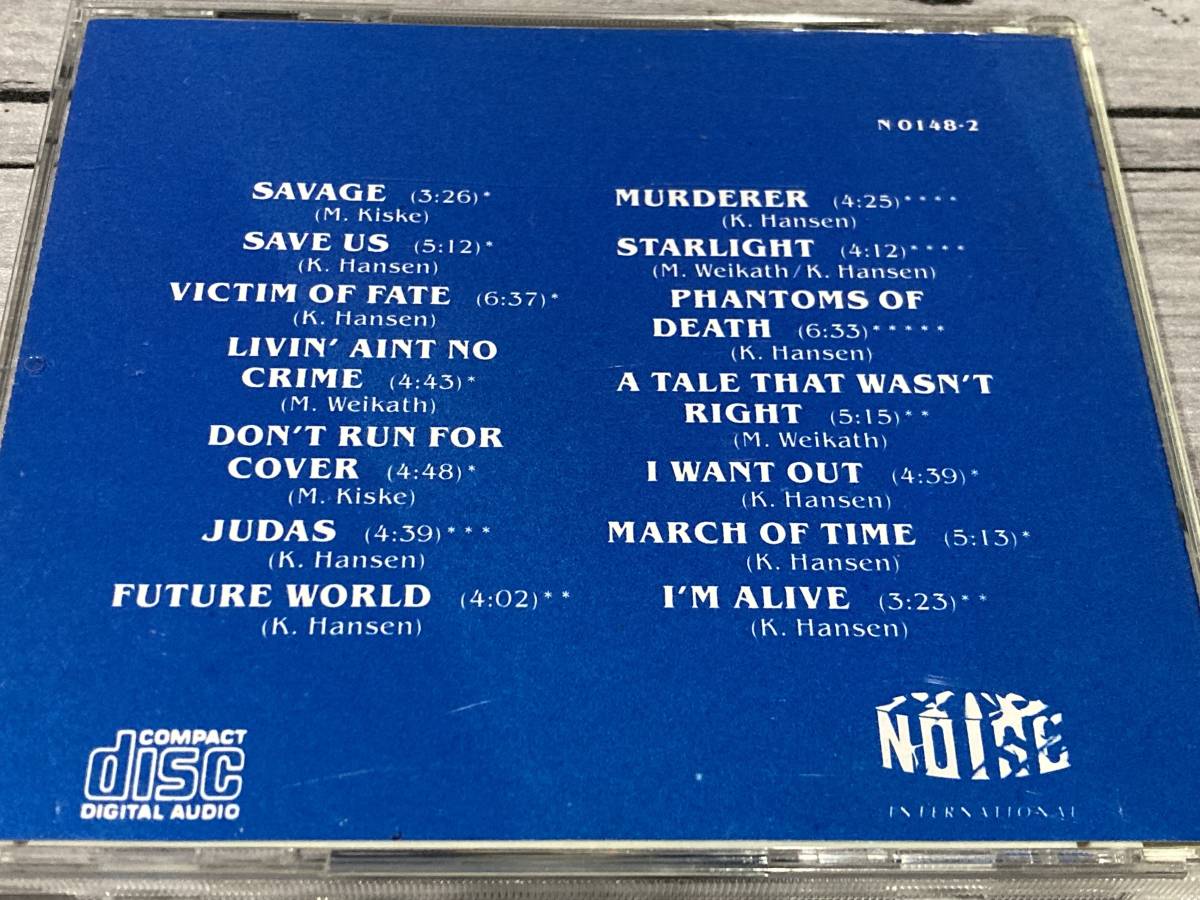 N 0148-2
SAVAGE (3:26)*
(M. Kiske)
SAVE US (5:12)*
(K. Hansen)
VICTIM OF FATE (6:37)*
(K. Hansen)
LIVIN' AINT NO
CRIME (4:43)*
(M. Weikath)
DON'T RUN FOR
COVER (4:48)*
(M. Kiske)
JUDAS (4:39)***
(K. Hansen)
FUTURE WORLD (4:02)**
(K. Hansen)
MURDERER (4:25)****
(K. Hansen)
STARLIGHT (4:12)****
(M. Weikath/K. Hansen)
PHANTOMS OF
DEATH (6:33)*****
(K. Hansen)
A TALE THAT WASN'T
RIGHT (5:15)**
(M. Weikath)
I WANT OUT (4:39)*
(K. Hansen)
MARCH OF TIME (5:13)*
(K. Hansen)
I'M ALIVE (3:23)**
(K. Hansen)
COMPACT
disc
DIGITAL AUDIO
NOISE
INTERNATIONAL